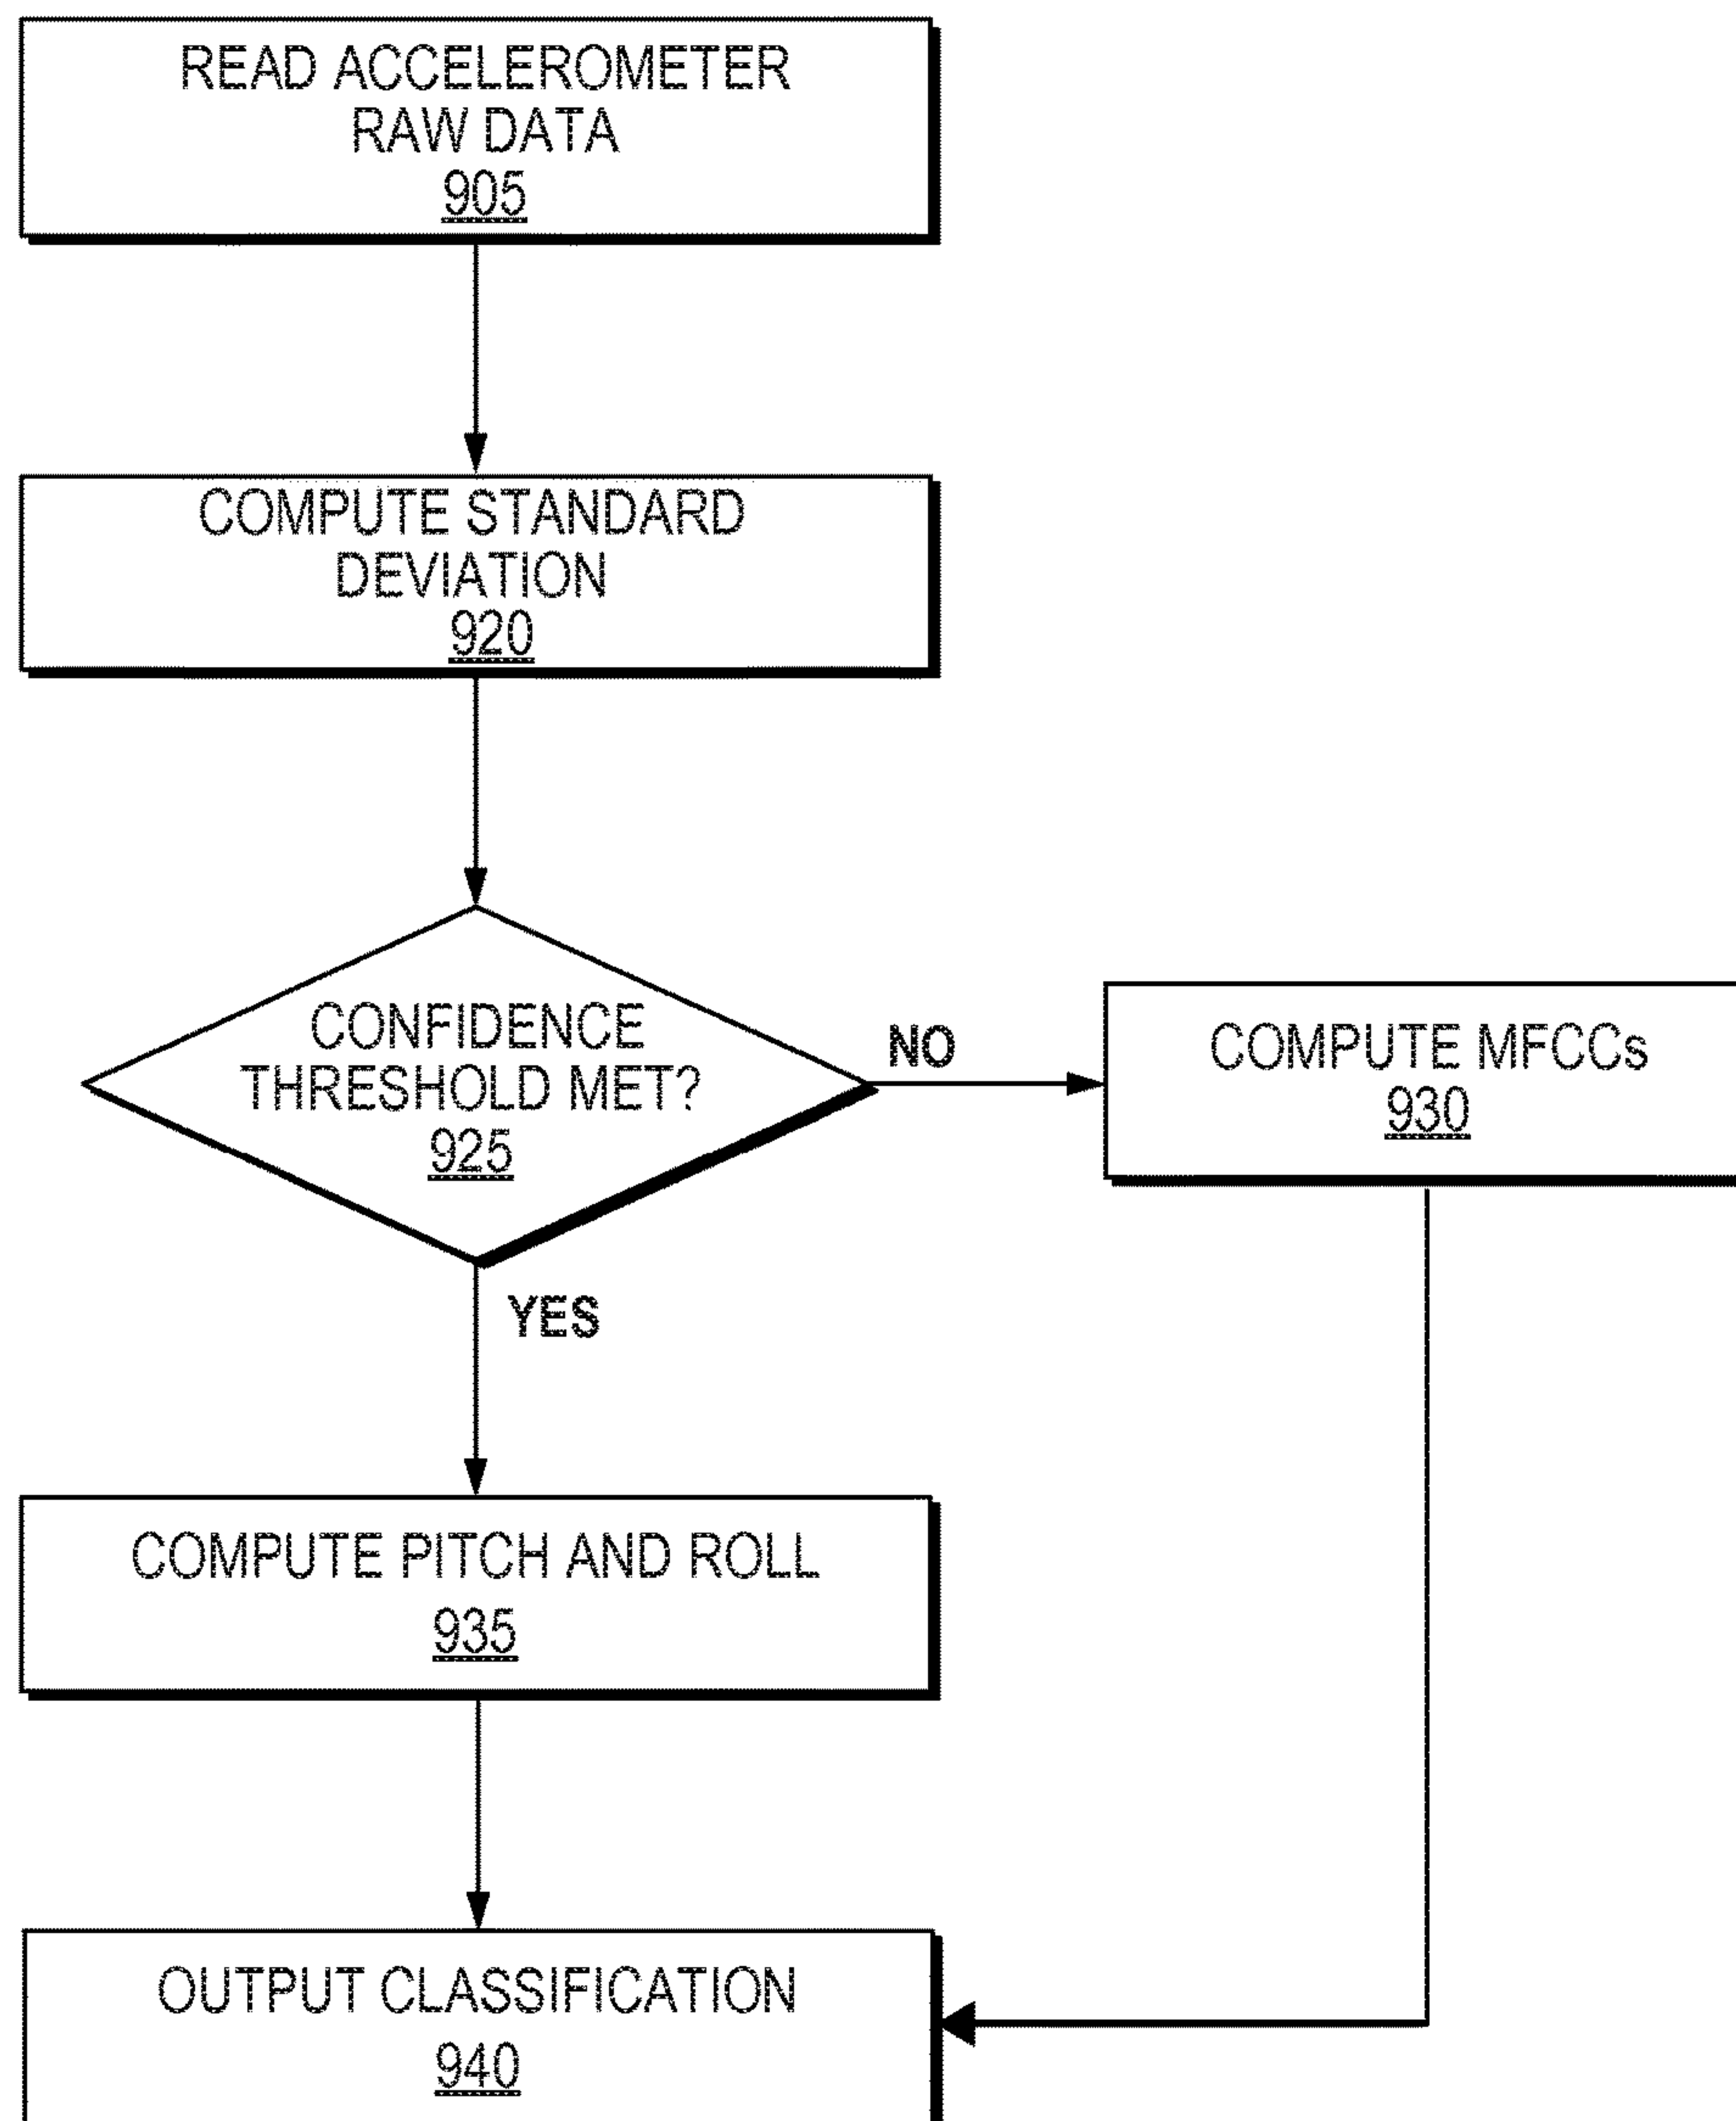 READ ACCELEROMETER
RAW DATA
905
COMPUTE STANDARD
DEVIATION
920
CONFIDENCE
THRESHOLD MET?
925
NO
COMPUTE MFCCs
930
YES
COMPUTE PITCH AND ROLL
935
OUTPUT CLASSIFICATION
940